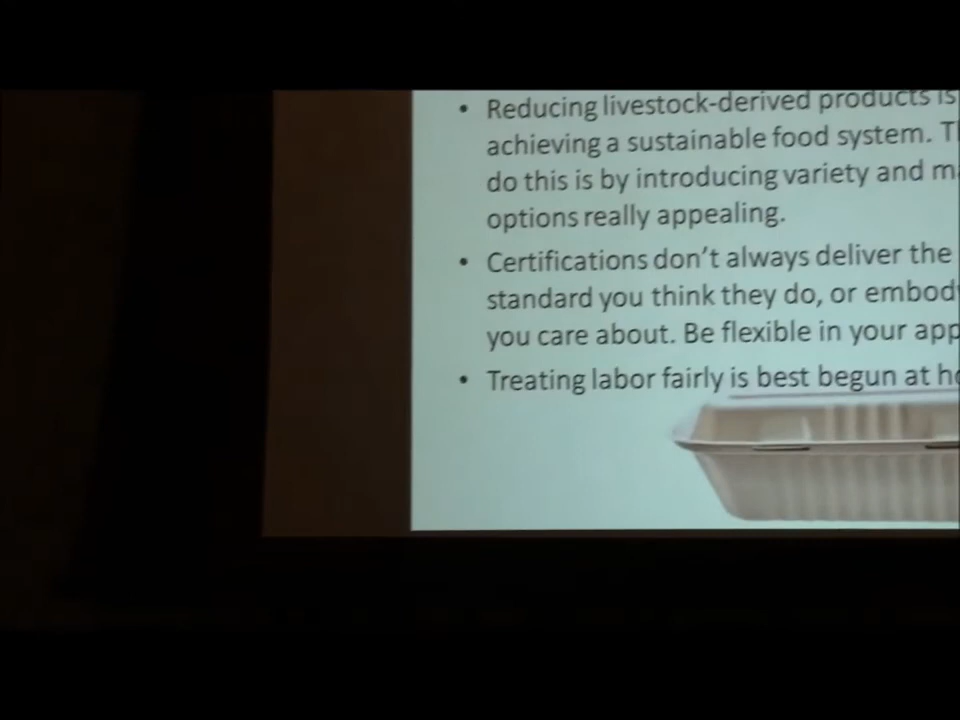 • Reducing livestock-derived products is
achieving a sustainable food system.
do this is by introducing variety and
options really appealing.
• Certifications don't always deliver the
standard you think they do, or embody
you care about. Be flexible in your
• Treating labor fairly is best begun at